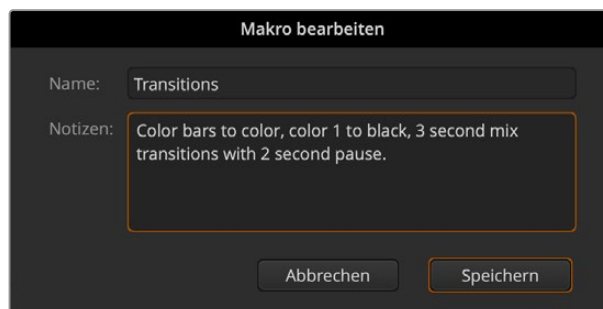 Makro bearbeiten
Name: Transitions
Notizen: Color bars to color, color 1 to black, 3 second mix
transitions with 2 second pause.
Abbrechen Speichern